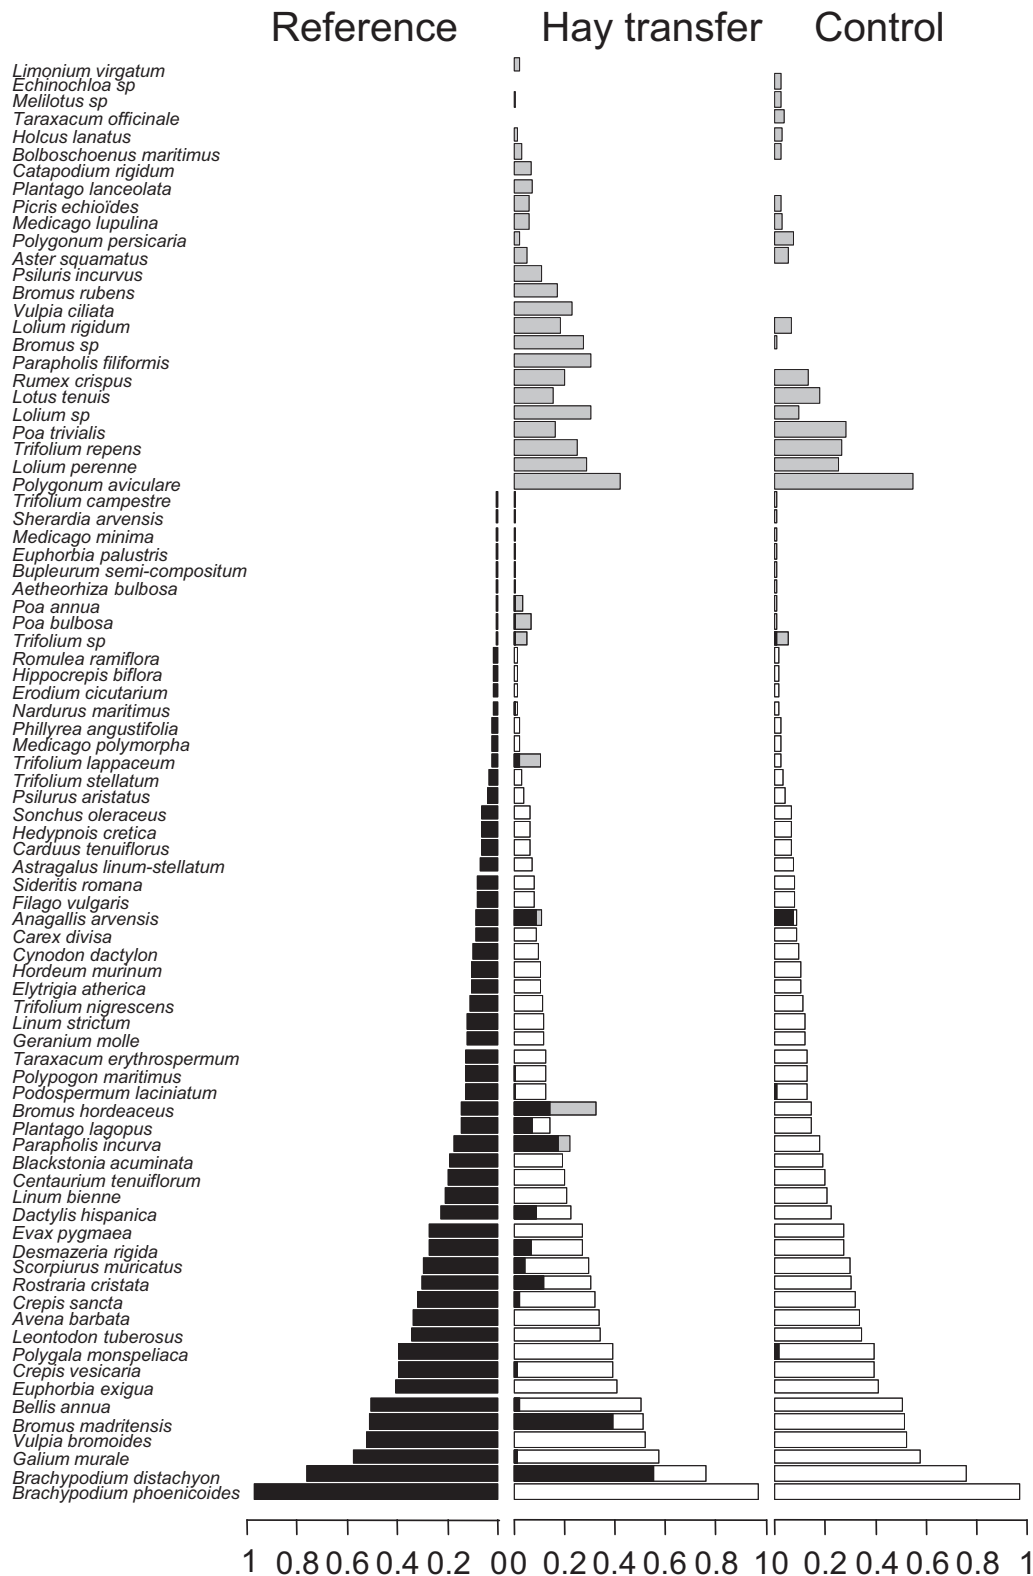 Reference Hay transfer Control
Limonium virgatum
Echinochloa sp
Melilotus sp
Taraxacum officinale
Holcus lanatus
Bolboschoenus maritimus
Catapodium rigidum
Plantago lanceolata
Picris echioïdes
Medicago lupulina
Polygonum persicaria
Aster squamatus
Psiluris incurvus
Bromus rubens
Vulpia ciliata
Lolium rigidum
Bromus sp
Parapholis filiformis
Rumex crispus
Lotus tenuis
Lolium sp
Poa trivialis
Trifolium repens
Lolium perenne
Polygonum aviculare
Trifolium campestre
Sherardia arvensis
Medicago minima
Euphorbia palustris
Bupleurum semi-compositum
Aetheorhiza bulbosa
Poa annua
Poa bulbosa
Trifolium sp
Romulea ramiflora
Hippocrepis biflora
Erodium cicutarium
Nardurus maritimus
Phillyrea angustifolia
Medicago polymorpha
Trifolium lappaceum
Trifolium stellatum
Psilurus aristatus
Sonchus oleraceus
Hedypnois cretica
Carduus tenuiflorus
Astragalus linum-stellatum
Sideritis romana
Filago vulgaris
Anagallis arvensis
Carex divisa
Cynodon dactylon
Hordeum murinum
Elytrigia atherica
Trifolium nigrescens
Linum strictum
Geranium molle
Taraxacum erythrospermum
Polypogon maritimus
Podospermum laciniatum
Bromus hordeaceus
Plantago lagopus
Parapholis incurva
Blackstonia acuminata
Centaurium tenuiflorum
Linum bienne
Dactylis hispanica
Evax pygmaea
Desmazeria rigida
Scorpiurus muricatus
Rostraria cristata
Crepis sancta
Avena barbata
Leontodon tuberosus
Polygala monspeliaca
Crepis vesicaria
Euphorbia exigua
Bellis annua
Bromus madritensis
Vulpia bromoides
Galium murale
Brachypodium distachyon
Brachypodium phoenicoides
1 0.8 0.6 0.4 0.2 0 0 0.2 0.4 0.6 0.8 1 0 0.2 0.4 0.6 0.8 1